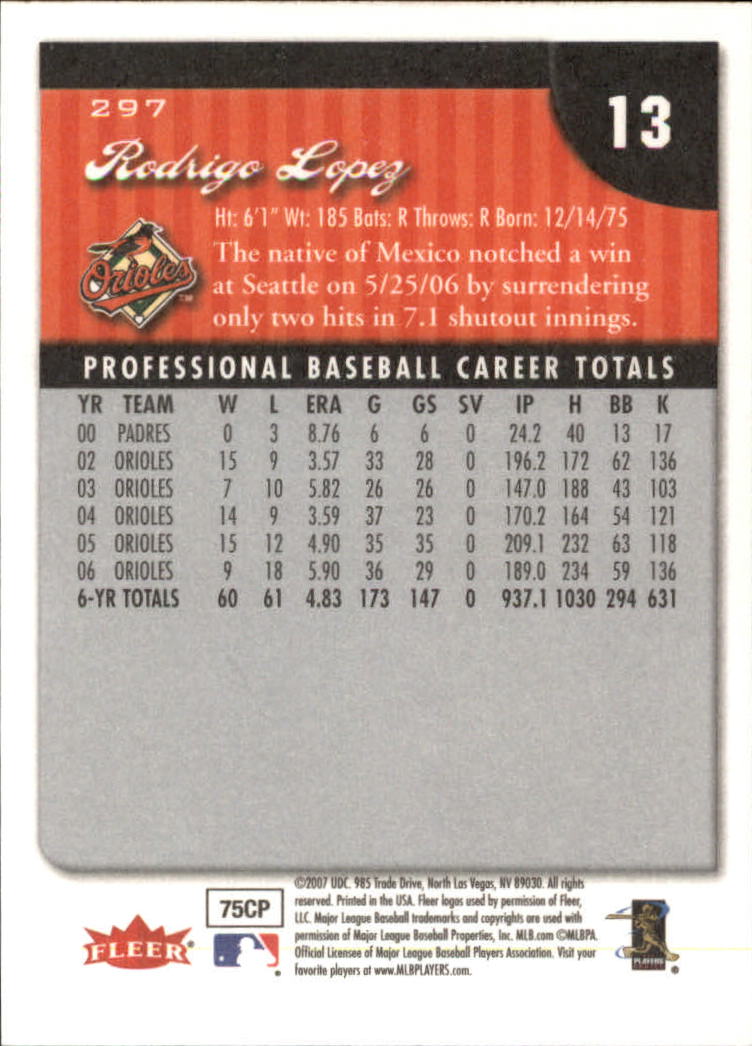 297
13
Rodrigo Lopez
Ht: 6'1" Wt: 185 Bats: R Throws: R Born: 12/14/75
Orioles
TM
The native of Mexico notched a win
at Seattle on 5/25/06 by surrendering
only two hits in 7.1 shutout innings.
PROFESSIONAL BASEBALL CAREER TOTALS
YR TEAM W L ERA G GS SV IP H BB K
00 PADRES 0 3 8.76 6 6 0 24.2 40 13 17
02 ORIOLES 15 9 3.57 33 28 0 196.2 172 62 136
03 ORIOLES 7 10 5.82 26 26 0 147.0 188 43 103
04 ORIOLES 14 9 3.59 37 23 0 170.2 164 54 121
05 ORIOLES 15 12 4.90 35 35 0 209.1 232 63 118
06 ORIOLES 9 18 5.90 36 29 0 189.0 234 59 136
6-YR TOTALS 60 61 4.83 173 147 0 937.1 1030 294 631
FLEER
75CP
©2007 UDC. 985 Trade Drive, North Las Vegas, NV 89030. All rights
reserved. Printed in the USA. Fleer logos used by permission of Fleer,
LLC. Major League Baseball trademarks and copyrights are used with
permission of Major League Baseball Properties, Inc. MLB.com ©MLBPA.
Official Licensee of Major League Baseball Players Association. Visit your
favorite players at www.MLBPLAYERS.com.
PLAYERS
®